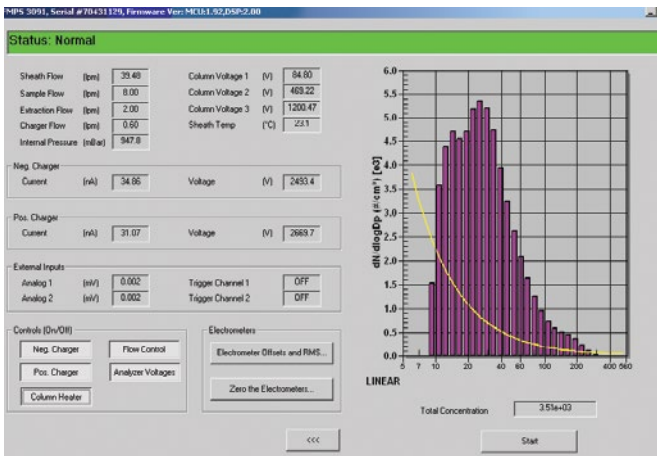 MPS 3091, Serial #70431129, Firmware Ver: MCU:1.92,DSP:2.00
Status: Normal
Sheath Flow (lpm) 39.48 Column Voltage 1 (V) 84.80
Sample Flow (lpm) 8.00 Column Voltage 2 (V) 469.22
Extraction Flow (lpm) 2.00 Column Voltage 3 (V) 1200.47
Charger Flow (lpm) 0.60 Sheath Temp (°C) 23.1
Internal Pressure (mBar) 947.8
Neg. Charger
Current (nA) 34.86 Voltage (V) 2493.4
Pos. Charger
Current (nA) 31.07 Voltage (V) 2669.7
External Inputs
Analog 1 (mV) 0.002 Trigger Channel 1 OFF
Analog 2 (mV) 0.002 Trigger Channel 2 OFF
Controls (On/Off)
Neg. Charger Flow Control
Pos. Charger Analyzer Voltages
Column Heater
Electrometers
Electrometer Offsets and RMS...
Zero the Electrometers...
<<<
dN/dlogDp (#/cm³) [e3]
6.0
5.5
5.0
4.5
4.0
3.5
3.0
2.5
2.0
1.5
1.0
0.5
0.0
5 7 10 20 40 60 100 200 400 560
LINEAR
Total Concentration 3.51e+03
Start